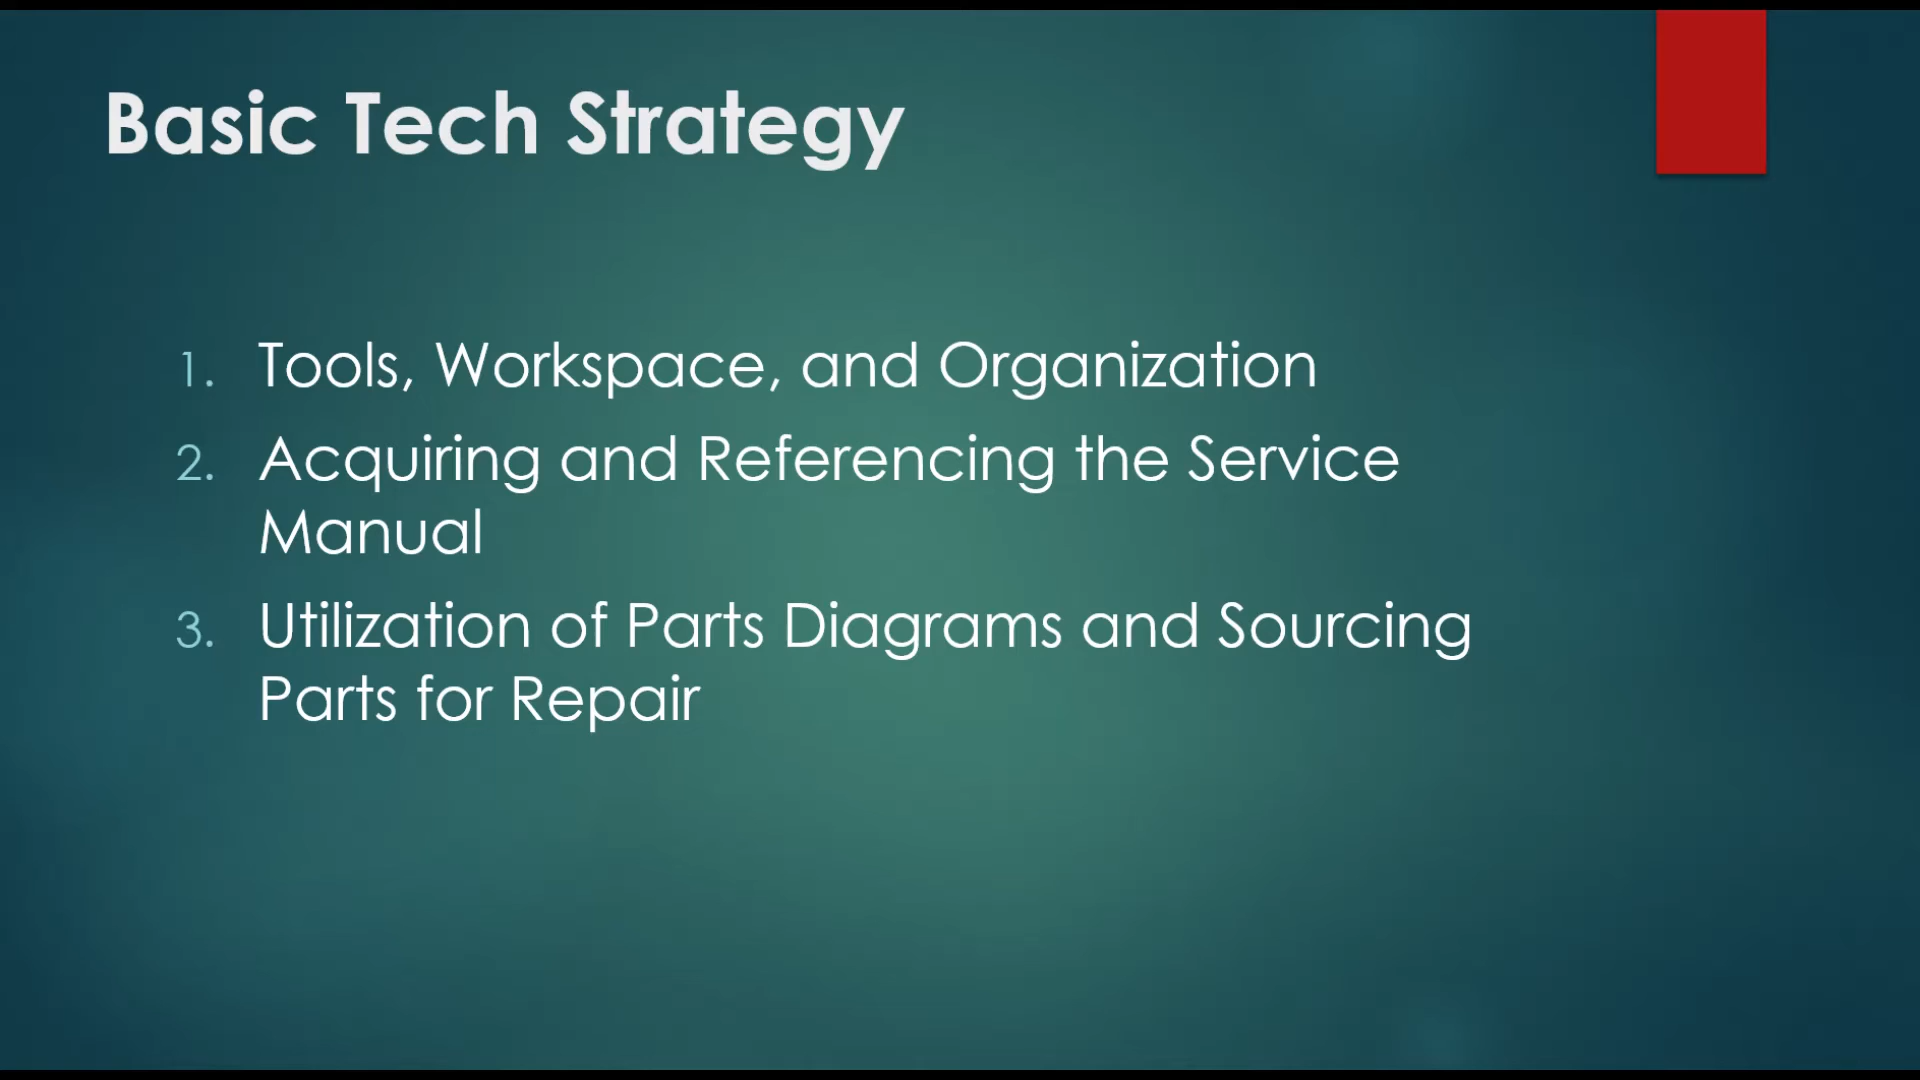 Basic Tech Strategy
1. Tools, Workspace, and Organization
2. Acquiring and Referencing the Service
Manual
3. Utilization of Parts Diagrams and Sourcing
Parts for Repair